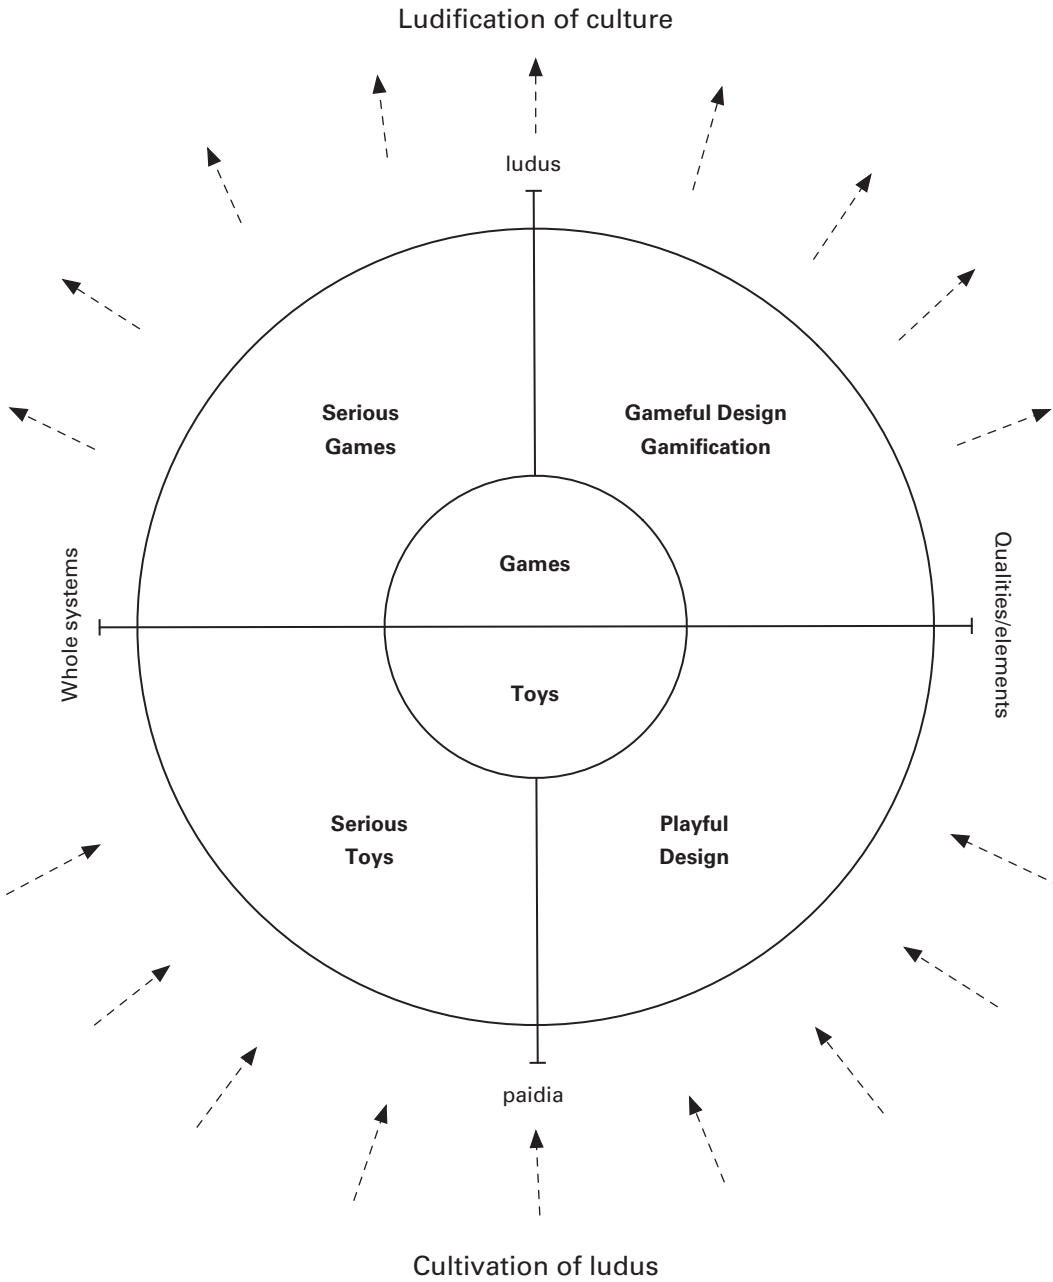 Ludification of culture
ludus
Serious
Games
Gameful Design
Gamification
Games
Whole systems
Qualities/elements
Toys
Serious
Toys
Playful
Design
paidia
Cultivation of ludus